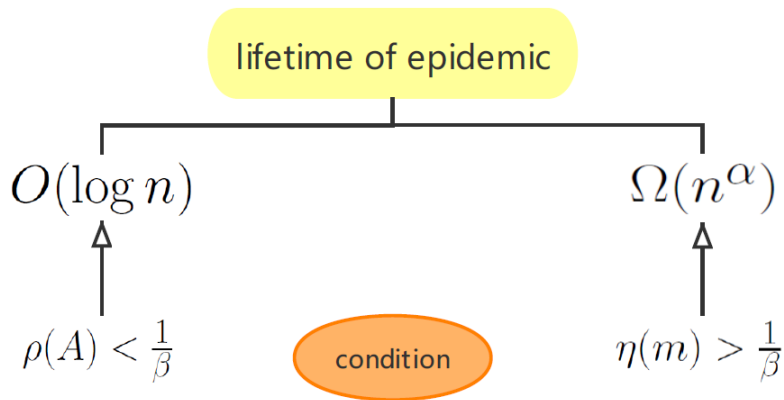 lifetime of epidemic
O(log n)
Ω(n^α)
ρ(A) < 1/β
condition
η(m) > 1/β